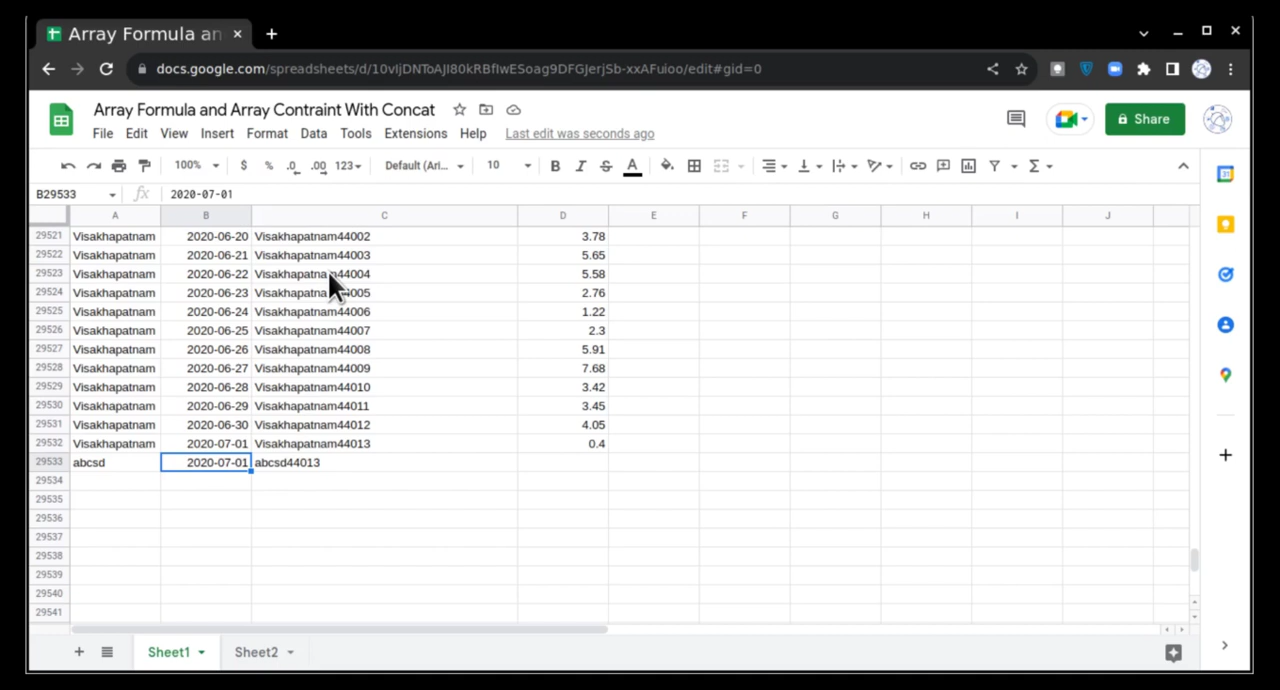 Array Formula an
docs.google.com/spreadsheets/d/10vIjDNToAJI80kRBfIwESoag9DFGJerjSb-xxAFuioo/edit#gid=0
Array Formula and Array Contraint With Concat
File Edit View Insert Format Data Tools Extensions Help Last edit was seconds ago
Share
100% $ % .0 .00 123 Default (Ari... 10 B I S A
B29533 fx 2020-07-01
A B C D E F G H I J
29521 Visakhapatnam 2020-06-20 Visakhapatnam44002 3.78
29522 Visakhapatnam 2020-06-21 Visakhapatnam44003 5.65
29523 Visakhapatnam 2020-06-22 Visakhapatnam44004 5.58
29524 Visakhapatnam 2020-06-23 Visakhapatnam44005 2.76
29525 Visakhapatnam 2020-06-24 Visakhapatnam44006 1.22
29526 Visakhapatnam 2020-06-25 Visakhapatnam44007 2.3
29527 Visakhapatnam 2020-06-26 Visakhapatnam44008 5.91
29528 Visakhapatnam 2020-06-27 Visakhapatnam44009 7.68
29529 Visakhapatnam 2020-06-28 Visakhapatnam44010 3.42
29530 Visakhapatnam 2020-06-29 Visakhapatnam44011 3.45
29531 Visakhapatnam 2020-06-30 Visakhapatnam44012 4.05
29532 Visakhapatnam 2020-07-01 Visakhapatnam44013 0.4
29533 abcsd 2020-07-01 abcsd44013
29534
29535
29536
29537
29538
29539
29540
29541
Sheet1 Sheet2